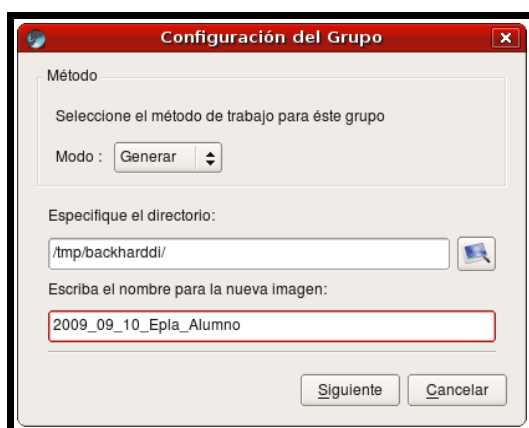 Configuración del Grupo
Método
Seleccione el método de trabajo para éste grupo
Modo : Generar
Especifique el directorio:
/tmp/backharddi/
Escriba el nombre para la nueva imagen:
2009_09_10_Epla_Alumno
Siguiente Cancelar